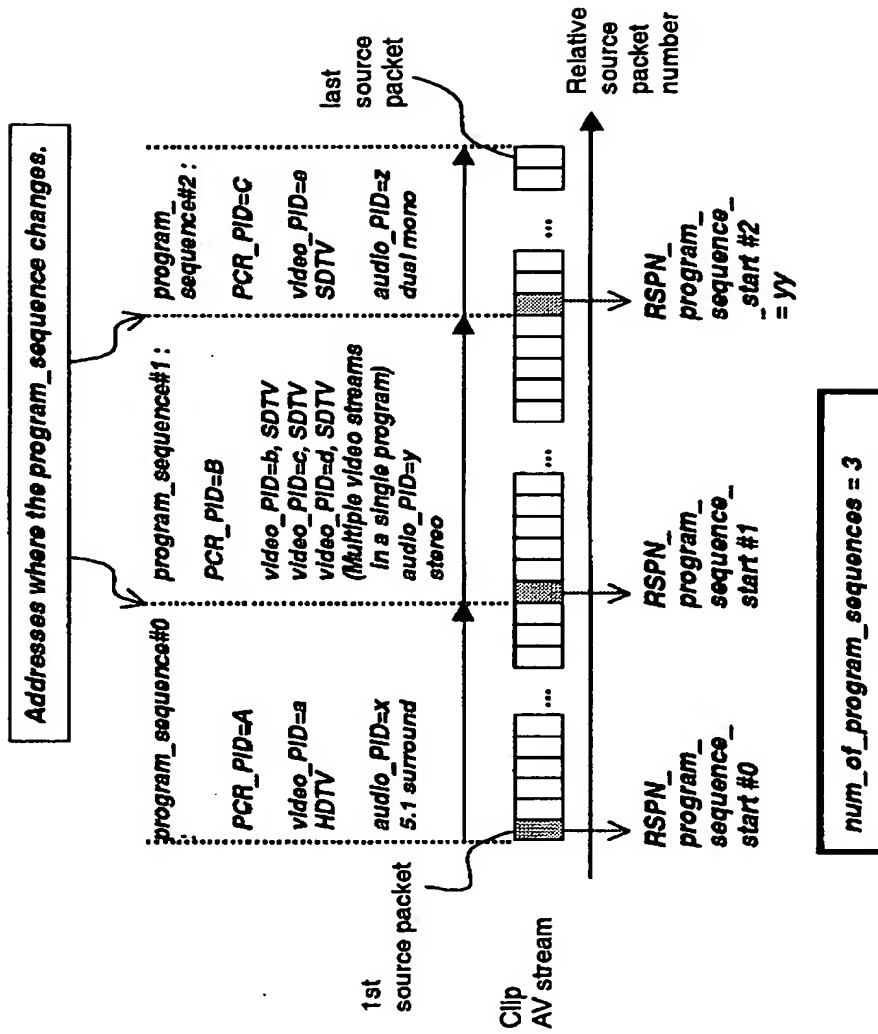 Addresses where the program_sequence changes.
program_sequence#0
:
PCR_PID=A
video_PID=a
HDTV
audio_PID=x
5.1 surround
program_sequence#1:
PCR_PID=B
video_PID=b, SDTV
video_PID=c, SDTV
video_PID=d, SDTV
(Multiple video streams
in a single program)
audio_PID=y
stereo
program_
sequence#2:
PCR_PID=C
video_PID=e
SDTV
audio_PID=z
dual mono
1st
source packet
last
source
packet
Clip
AV stream
...
...
...
Relative
source
packet
number
RSPN_
program_
sequence_
start #0
RSPN_
program_
sequence_
start #1
RSPN_
program_
sequence_
start #2
= yy
num_of_program_sequences = 3